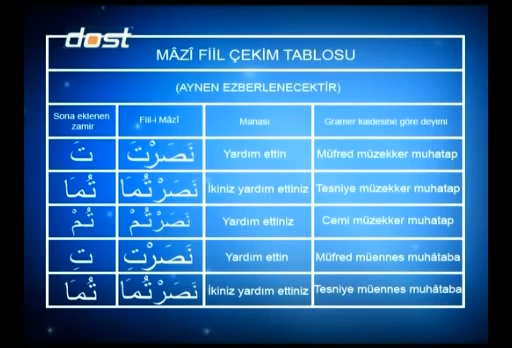 dost
MÂZÎ FİİL ÇEKİM TABLOSU
(AYNEN EZBERLENECEKTİR)
Sona eklenen zamir Fiil-i Mâzî Manası Gramer kaidesine göre deyimi
تَ نَصَرْتَ Yardım ettin Müfred müzekker muhatap
تُمَا نَصَرْتُمَا İkiniz yardım ettiniz Tesniye müzekker muhatap
تُمْ نَصَرْتُمْ Yardım ettiniz Cemi müzekker muhatap
تِ نَصَرْتِ Yardım ettin Müfred müennes muhâtaba
تُمَا نَصَرْتُمَا İkiniz yardım ettiniz Tesniye müennes muhâtaba